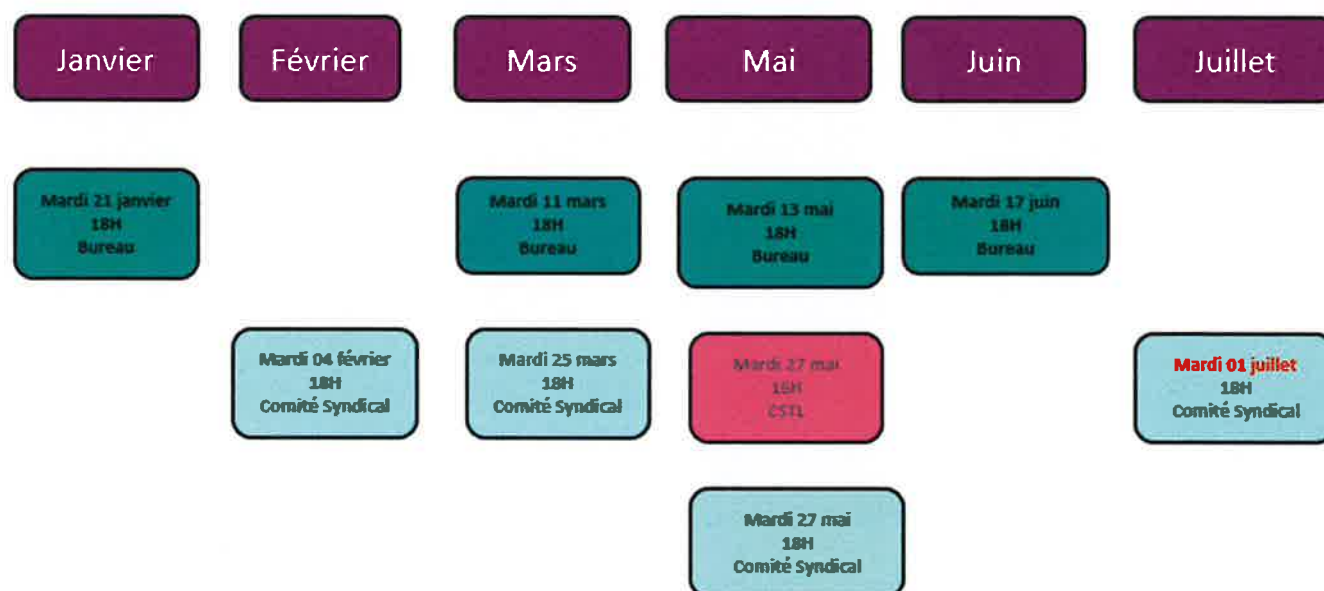 Janvier
Février
Mars
Mai
Juin
Juillet
Mardi 21 janvier
18H
Bureau
Mardi 11 mars
18H
Bureau
Mardi 13 mai
18H
Bureau
Mardi 17 juin
18H
Bureau
Mardi 04 février
18H
Comité Syndical
Mardi 25 mars
18H
Comité Syndical
Mardi 27 mai
CSTL
Mardi 01 juillet
18H
Comité Syndical
Mardi 27 mai
18H
Comité Syndical